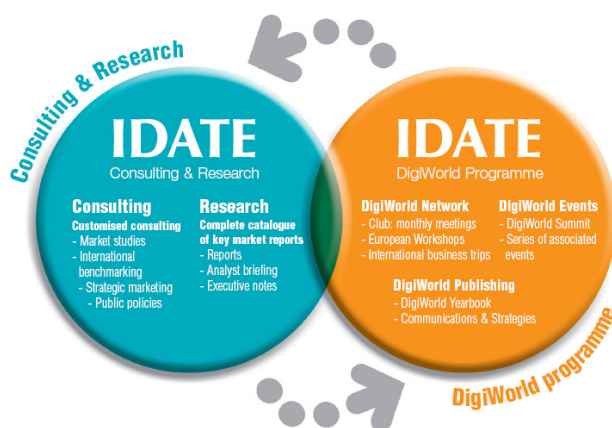 Consulting & Research
IDATE
Consulting & Research
Consulting
Customised consulting
- Market studies
- International
benchmarking
- Strategic marketing
- Public policies
Research
Complete catalogue
of key market reports
- Reports
- Analyst briefing
- Executive notes
IDATE
DigiWorld Programme
DigiWorld Network
- Club: monthly meetings
- European Workshops
- International business trips
DigiWorld Events
- DigiWorld Summit
- Series of associated
events
DigiWorld Publishing
- DigiWorld Yearbook
- Communications & Strategies
DigiWorld programme